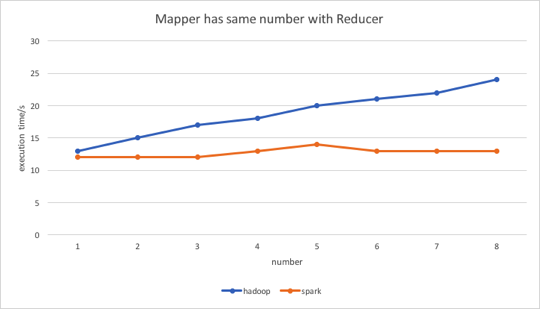 Mapper has same number with Reducer
30
25
20
15
10
5
0
execution time/s
1 2 3 4 5 6 7 8
number
hadoop spark